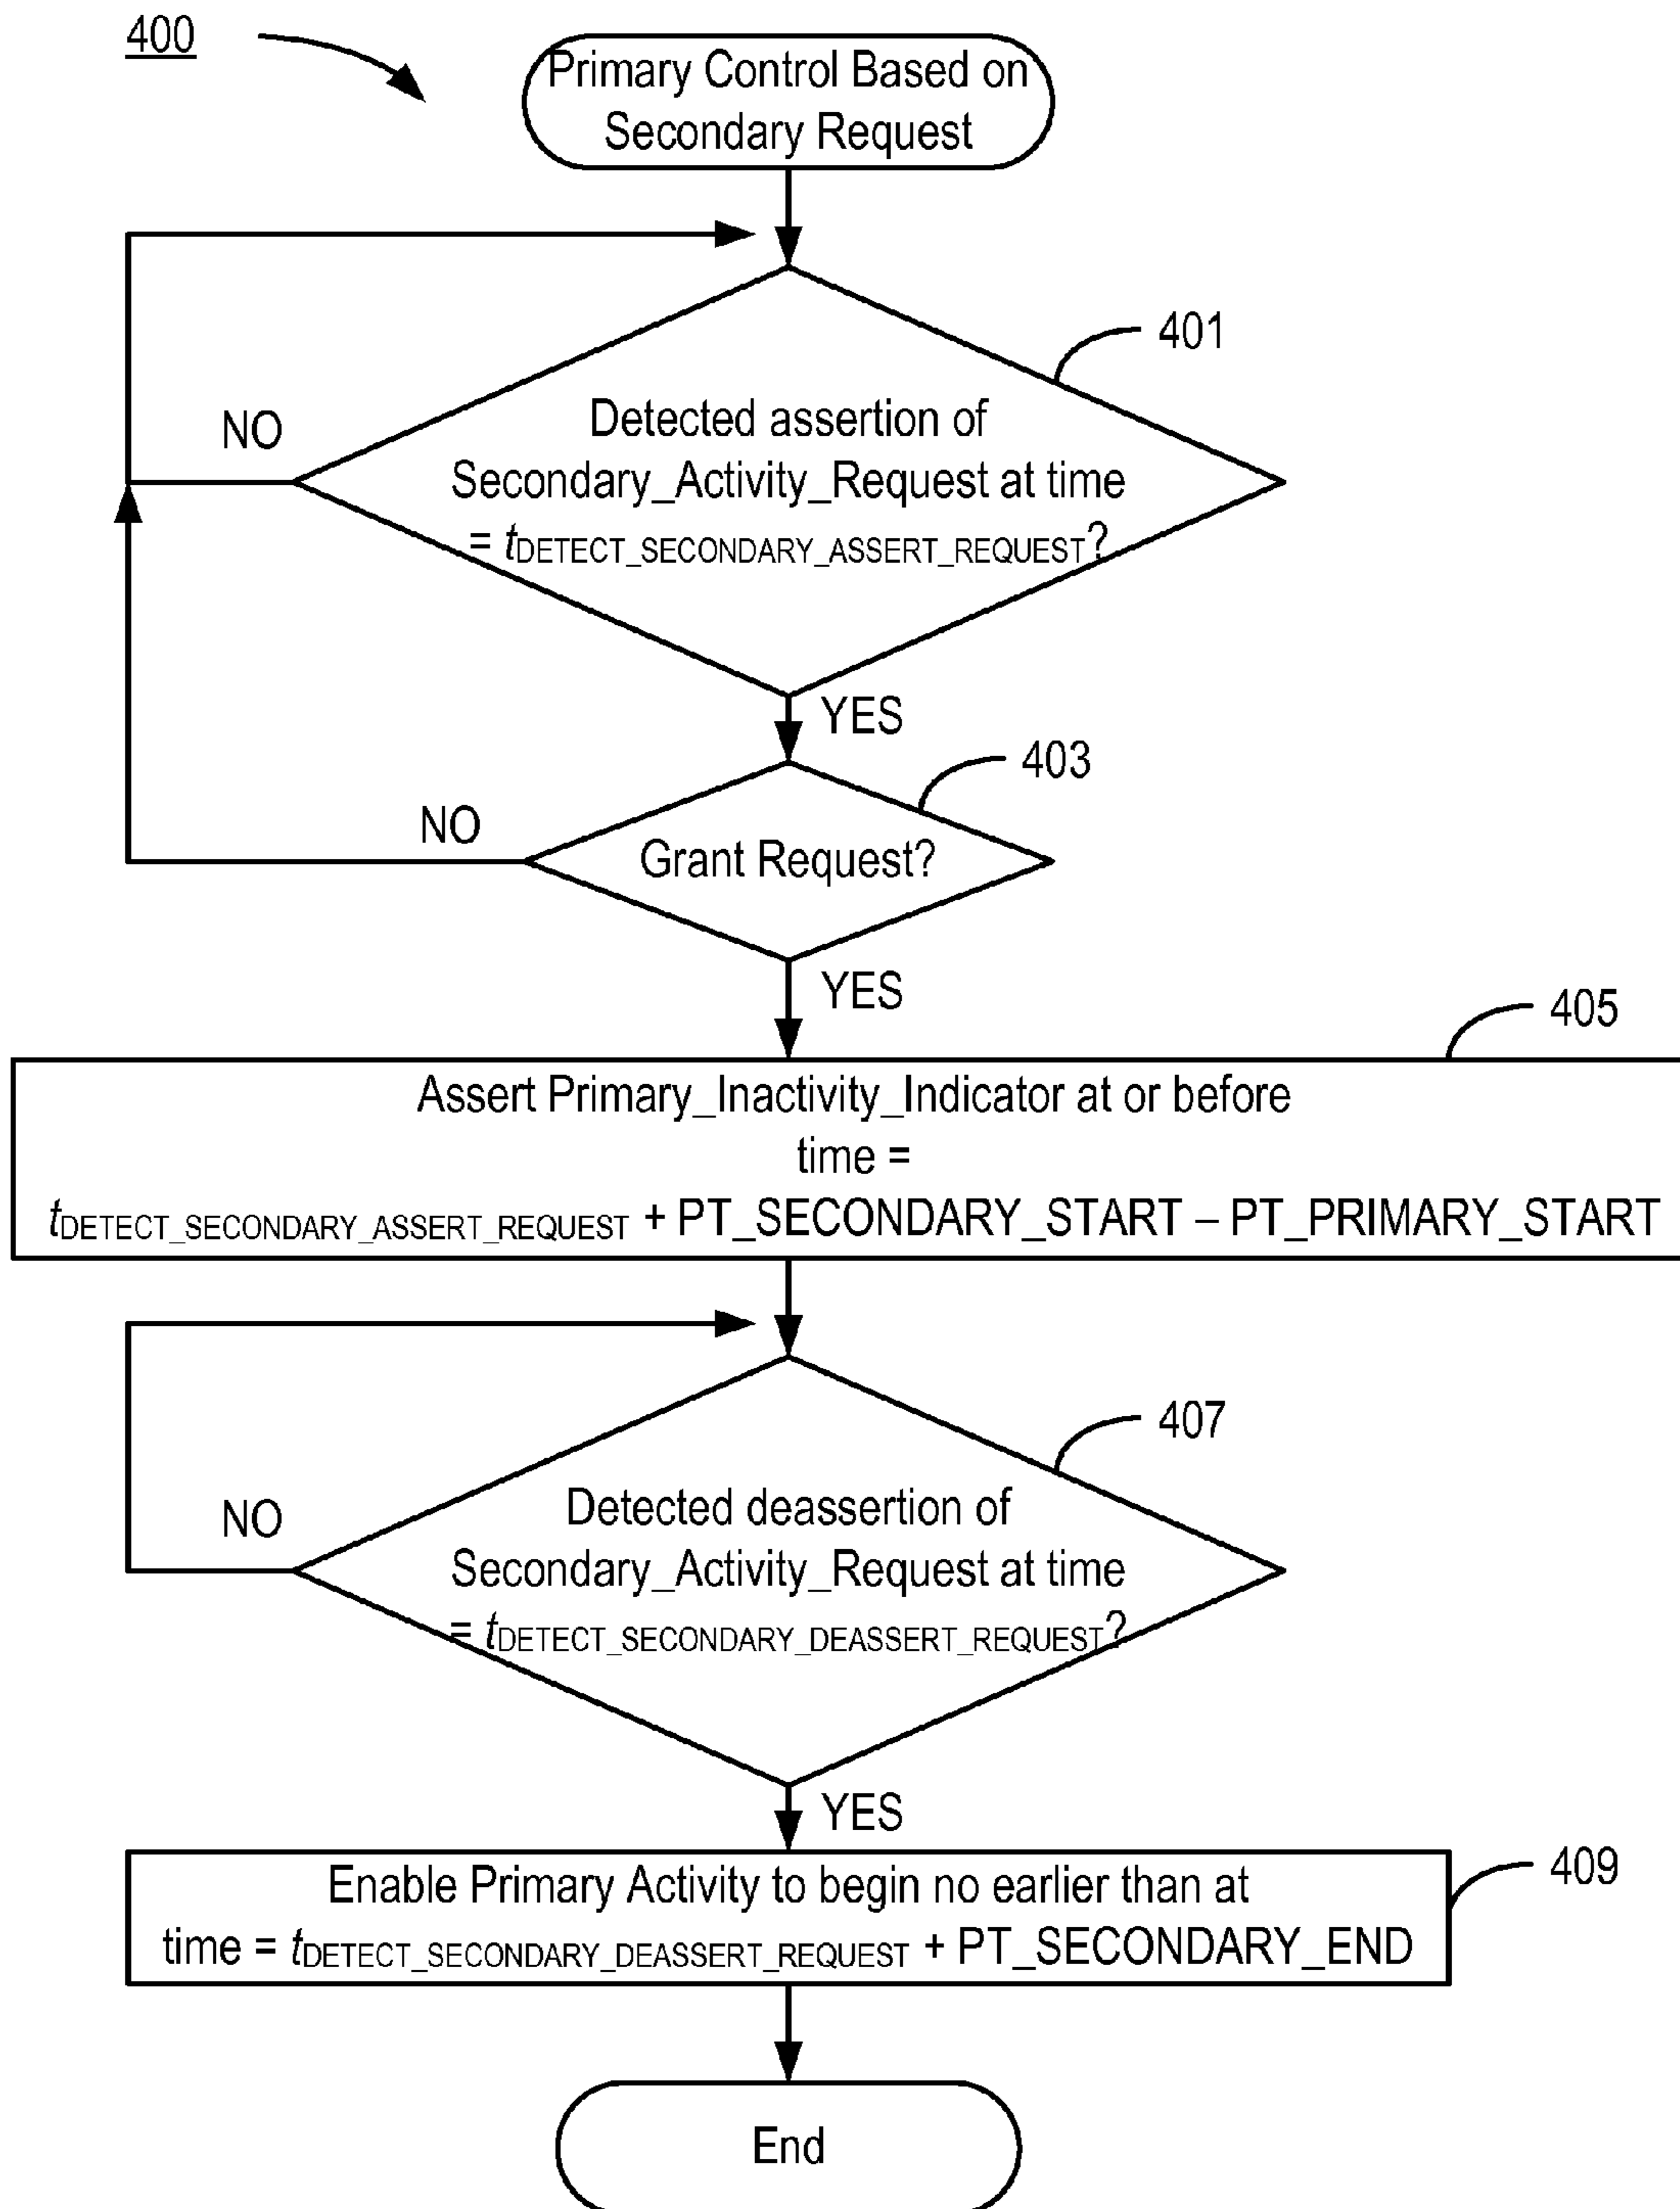 400
Primary Control Based on
Secondary Request
401
Detected assertion of
NO
Secondary_Activity_Request at time
= tDETECT_SECONDARY_ASSERT_REQUEST?
YES
403
NO
Grant Request?
YES
405
Assert Primary_Inactivity_Indicator at or before
time =
tDETECT_SECONDARY_ASSERT_REQUEST + PT_SECONDARY_START – PT_PRIMARY_START
407
Detected deassertion of
NO
Secondary_Activity_Request at time
= tDETECT_SECONDARY_DEASSERT_REQUEST?
YES
409
Enable Primary Activity to begin no earlier than at
time = tDETECT_SECONDARY_DEASSERT_REQUEST + PT_SECONDARY_END
End